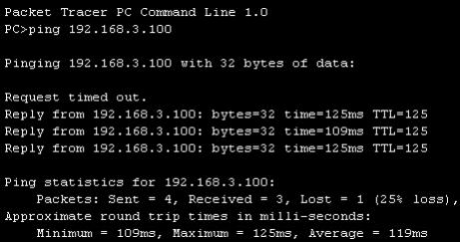 Packet Tracer PC Command Line 1.0
PC>ping 192.168.3.100
Pinging 192.168.3.100 with 32 bytes of data:
Request timed out.
Reply from 192.168.3.100: bytes=32 time=125ms TTL=125
Reply from 192.168.3.100: bytes=32 time=109ms TTL=125
Reply from 192.168.3.100: bytes=32 time=125ms TTL=125
Ping statistics for 192.168.3.100:
Packets: Sent = 4, Received = 3, Lost = 1 (25% loss),
Approximate round trip times in milli-seconds:
Minimum = 109ms, Maximum = 125ms, Average = 119ms